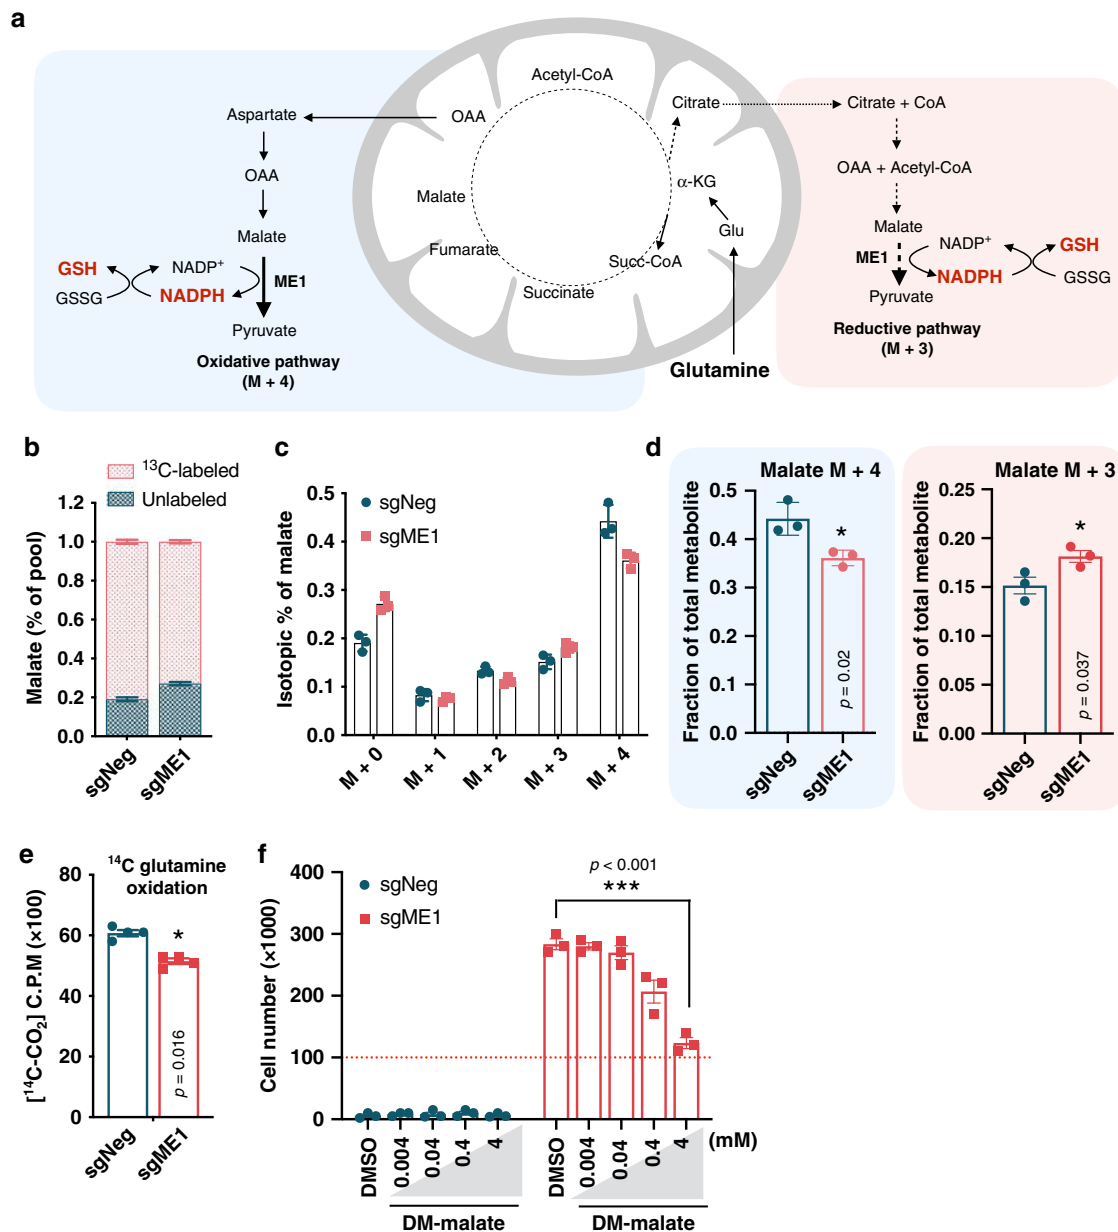 a
Acetyl-CoA
Citrate
Citrate + CoA
Aspartate
OAA
OAA
OAA + Acetyl-CoA
α-KG
Malate
Malate
Malate
Glu
Fumarate
Succ-CoA
Succinate
GSH
GSSG
NADP+
NADPH
ME1
Pyruvate
Oxidative pathway
(M + 4)
ME1
NADP+
NADPH
GSH
GSSG
Pyruvate
Reductive pathway
(M + 3)
Glutamine
b
13C-labeled
Unlabeled
Malate (% of pool)
1.2
1.0
0.8
0.6
0.4
0.2
0.0
sgNeg
sgME1
c
sgNeg
sgME1
Isotopic % of malate
0.5
0.4
0.3
0.2
0.1
0.0
M + 0
M + 1
M + 2
M + 3
M + 4
d
Malate M + 4
Fraction of total metabolite
0.5
0.4
0.3
0.2
0.1
0.0
*
p = 0.02
sgNeg
sgME1
Malate M + 3
Fraction of total metabolite
0.25
0.20
0.15
0.10
0.05
0.00
*
p = 0.037
sgNeg
sgME1
e
14C glutamine
oxidation
[14C-CO2] C.P.M (×100)
80
60
40
20
0
*
p = 0.016
sgNeg
sgME1
f
sgNeg
sgME1
p < 0.001
***
Cell number (×1000)
400
300
200
100
0
DMSO
0.004
0.04
0.4
4
DM-malate
DMSO
0.004
0.04
0.4
4
(mM)
DM-malate